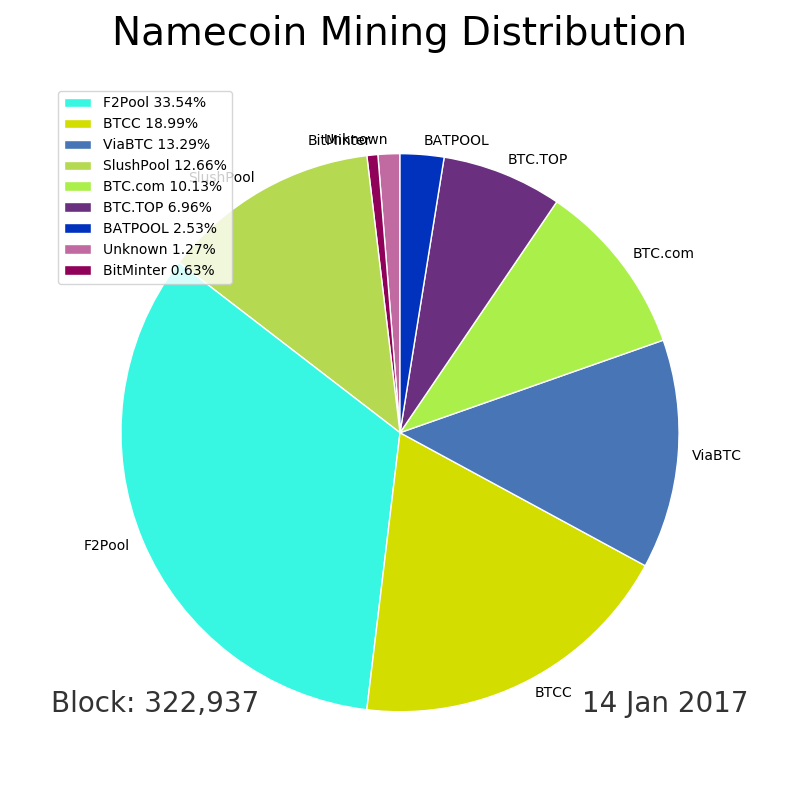 Namecoin Mining Distribution
F2Pool 33.54%
BTCC 18.99%
ViaBTC 13.29%
SlushPool 12.66%
BTC.com 10.13%
BTC.TOP 6.96%
BATPOOL 2.53%
Unknown 1.27%
BitMinter 0.63%
BitMinter
Unknown
BATPOOL
BTC.TOP
SlushPool
BTC.com
ViaBTC
F2Pool
BTCC
Block: 322,937
14 Jan 2017